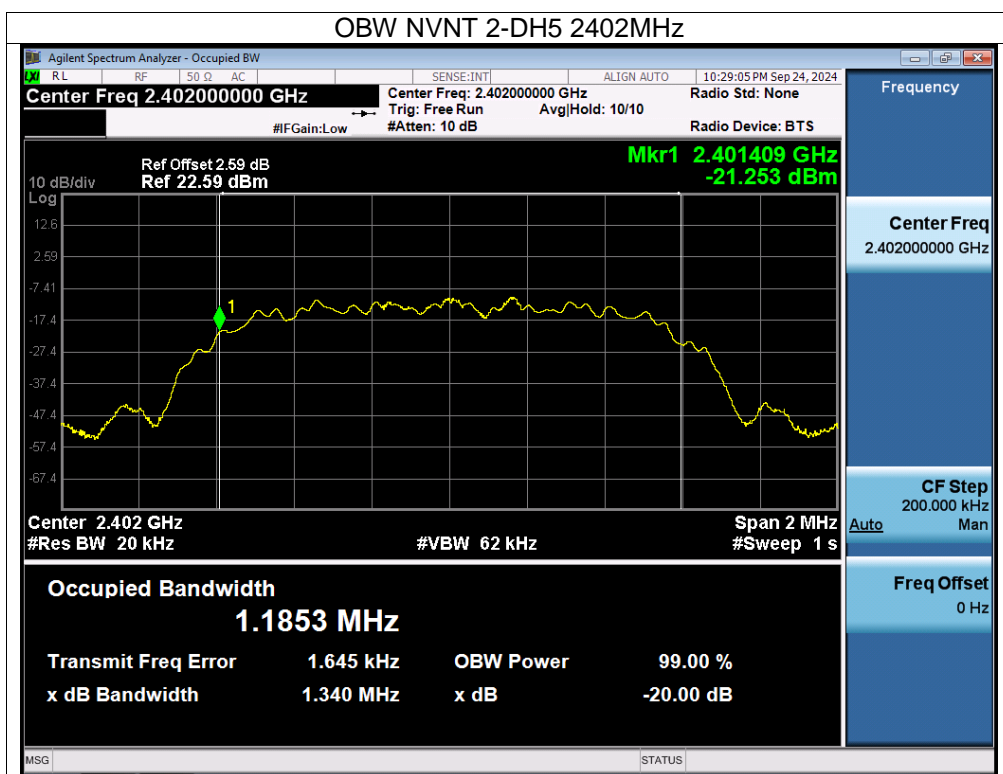 OBW NVNT 2-DH5 2402MHz
Agilent Spectrum Analyzer - Occupied BW
LXI RL RF 50 Ω AC SENSE:INT ALIGN AUTO 10:29:05 PM Sep 24, 2024
Center Freq 2.402000000 GHz Center Freq: 2.402000000 GHz Radio Std: None
Trig: Free Run Avg|Hold: 10/10
#IFGain:Low #Atten: 10 dB Radio Device: BTS
Mkr1 2.401409 GHz
-21.253 dBm
Ref Offset 2.59 dB
10 dB/div Ref 22.59 dBm
Log
12.6
2.59
-7.41
1
-17.4
-27.4
-37.4
-47.4
-57.4
-67.4
Center 2.402 GHz Span 2 MHz
#Res BW 20 kHz #VBW 62 kHz #Sweep 1 s
Occupied Bandwidth
1.1853 MHz
Transmit Freq Error 1.645 kHz OBW Power 99.00 %
x dB Bandwidth 1.340 MHz x dB -20.00 dB
Frequency
Center Freq
2.402000000 GHz
CF Step
200.000 kHz
Auto Man
Freq Offset
0 Hz
MSG STATUS